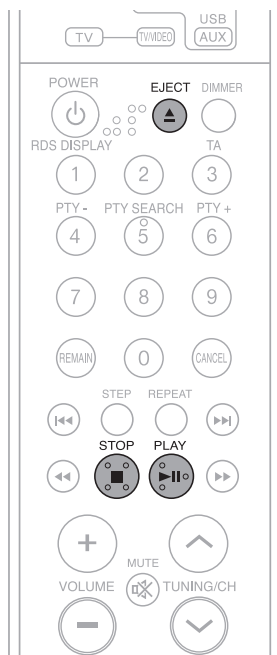 USB
TV TV/VIDEO AUX
POWER
EJECT DIMMER
RDS DISPLAY TA
1 2 3
PTY - PTY SEARCH PTY +
4 5 6
7 8 9
REMAIN 0 CANCEL
STEP REPEAT
STOP PLAY
+
MUTE
VOLUME TUNING/CH
−